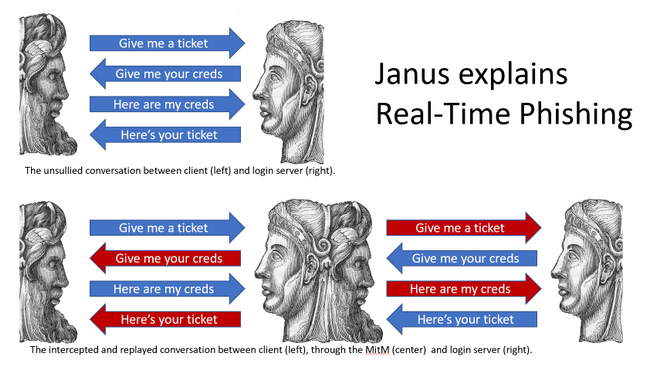 Janus explains
Real-Time Phishing
Give me a ticket
Give me your creds
Here are my creds
Here's your ticket
The unsullied conversation between client (left) and login server (right).
Give me a ticket
Give me your creds
Here are my creds
Here's your ticket
Give me a ticket
Give me your creds
Here are my creds
Here's your ticket
The intercepted and replayed conversation between client (left), through the MitM (center) and login server (right).